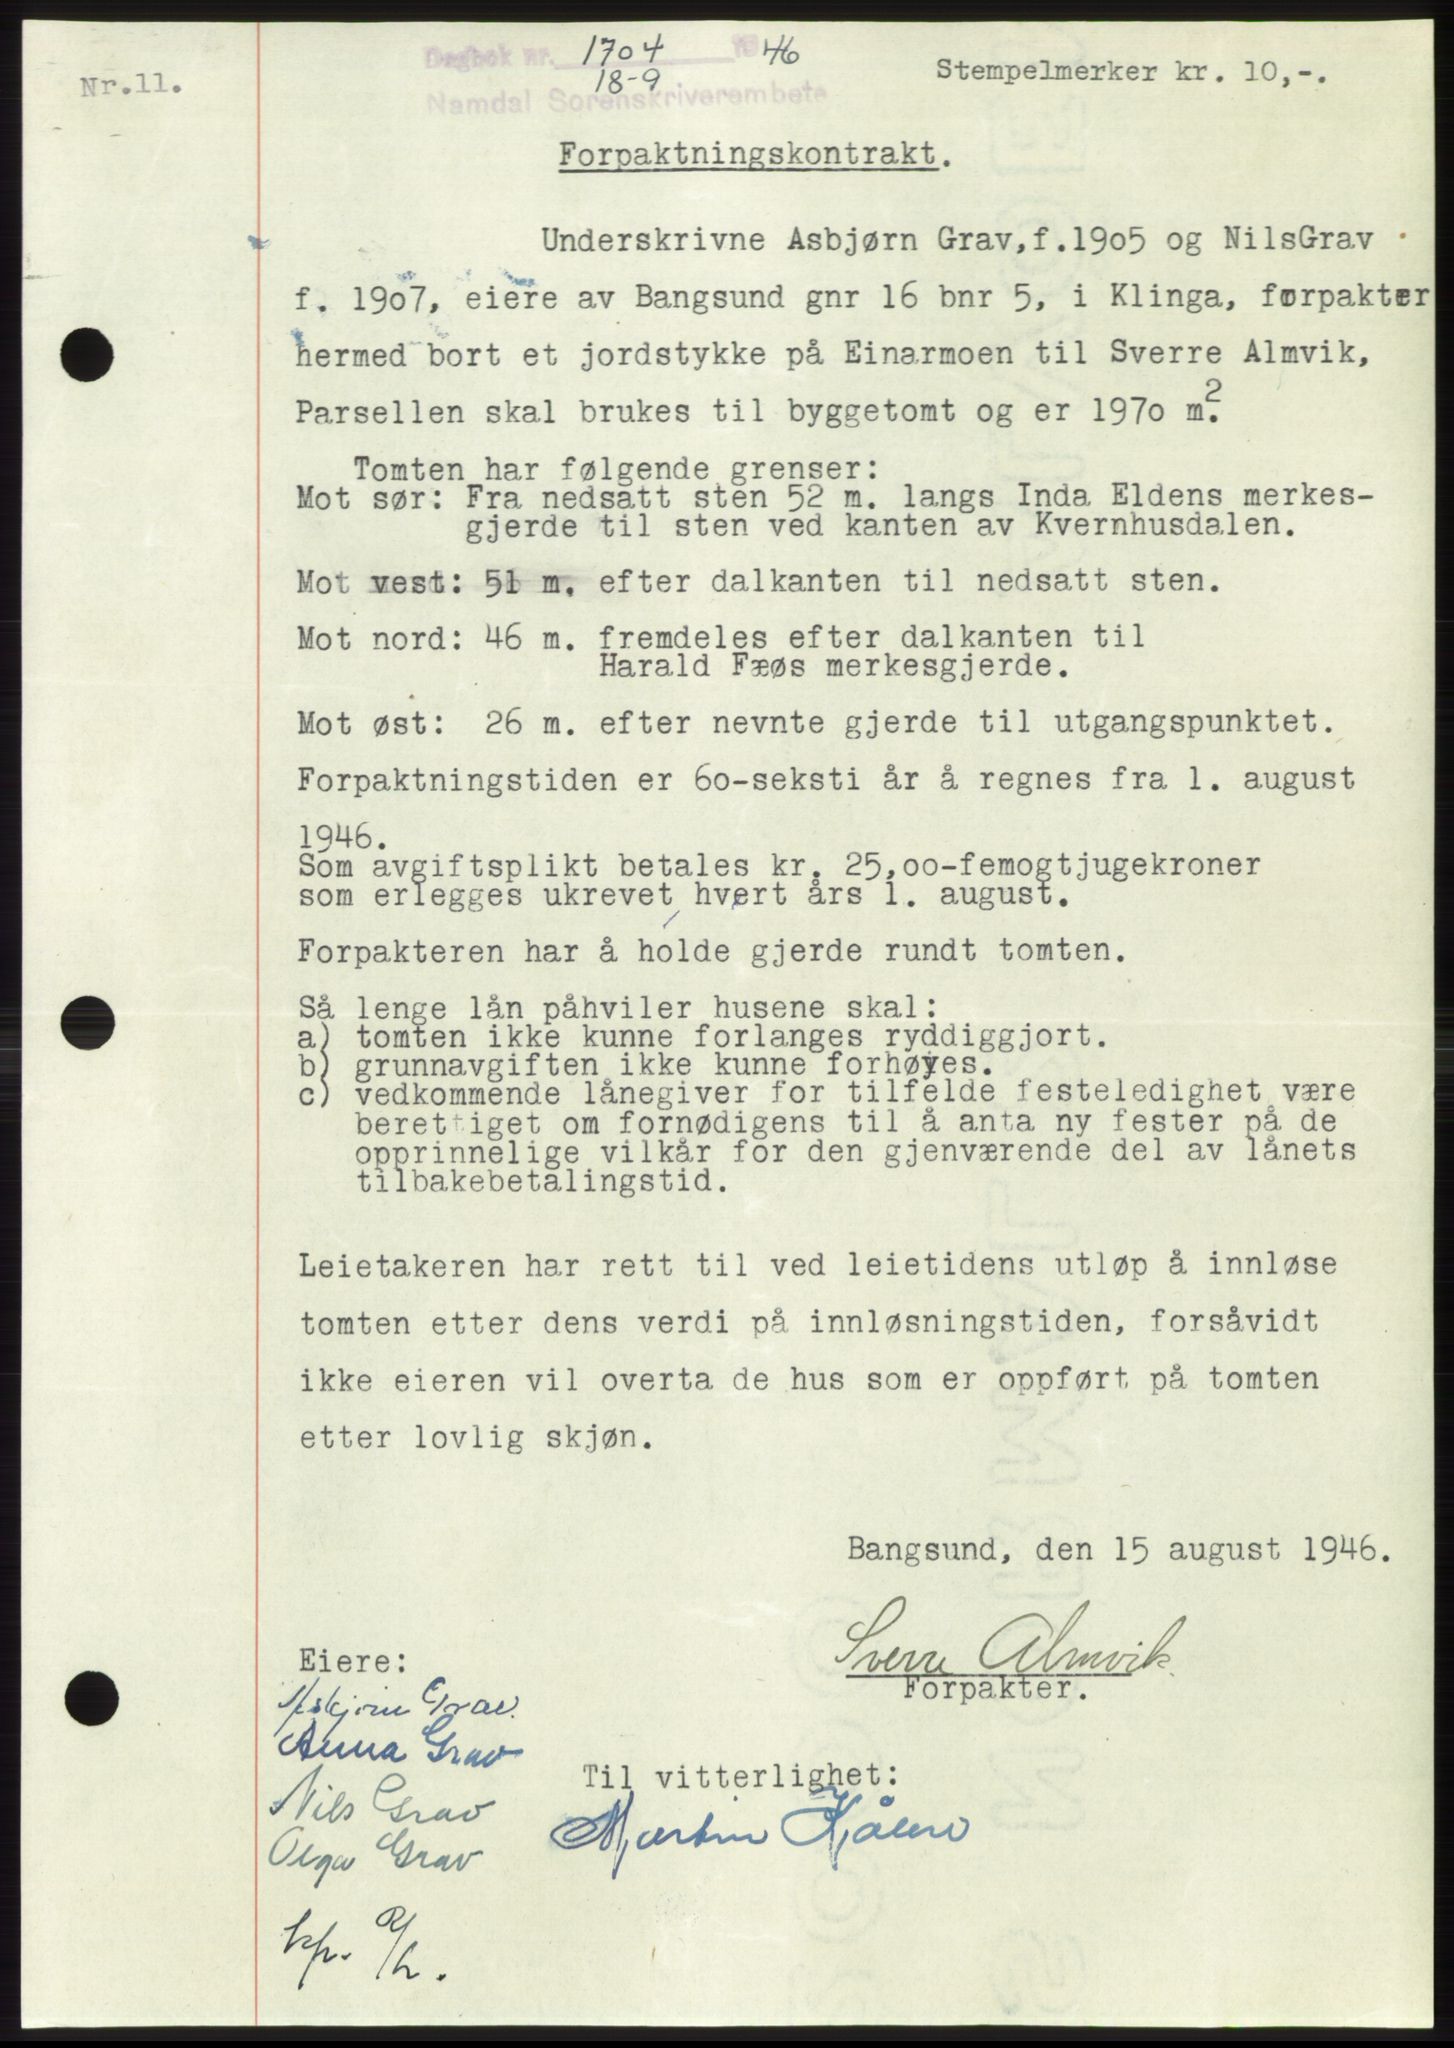 Nr.11.
Dagbok nr. 1704 1946
18-9
Namdal Sorenskriverembete
Stempelmerker kr. 10,-.
Forpaktningskontrakt.
Underskrivne Asbjørn Grav,f.1905 og NilsGrav
f. 1907, eiere av Bangsund gnr 16 bnr 5, i Klinga, forpakter
hermed bort et jordstykke på Einarmoen til Sverre Almvik,
Parsellen skal brukes til byggetomt og er 1970 m².
Tomten har følgende grenser:
Mot sør: Fra nedsatt sten 52 m. langs Inda Eldens merkes-
gjerde til sten ved kanten av Kvernhusdalen.
Mot vest: 51 m. efter dalkanten til nedsatt sten.
Mot nord: 46 m. fremdeles efter dalkanten til
Harald Fæøs merkesgjerde.
Mot øst: 26 m. efter nevnte gjerde til utgangspunktet.
Forpaktningstiden er 60-seksti år å regnes fra 1. august
1946.
Som avgiftsplikt betales kr. 25,00-femogtjugekroner
som erlegges ukrevet hvert års 1. august.
Forpakteren har å holde gjerde rundt tomten.
Så lenge lån påhviler husene skal:
a) tomten ikke kunne forlanges ryddiggjort.
b) grunnavgiften ikke kunne forhøyes.
c) vedkommende lånegiver for tilfelde festeledighet være
berettiget om fornødigens til å anta ny fester på de
opprinnelige vilkår for den gjenværende del av lånets
tilbakebetalingstid.
Leietakeren har rett til ved leietidens utløp å innløse
tomten etter dens verdi på innløsningstiden, forsåvidt
ikke eieren vil overta de hus som er oppført på tomten
etter lovlig skjøn.
Bangsund, den 15 august 1946.
Sverre Almvik
Forpakter.
Eiere:
Asbjørn Grav.
Anna Grav
Nils Grav
Olga Grav
Til vitterlighet:
Martin Kjølen